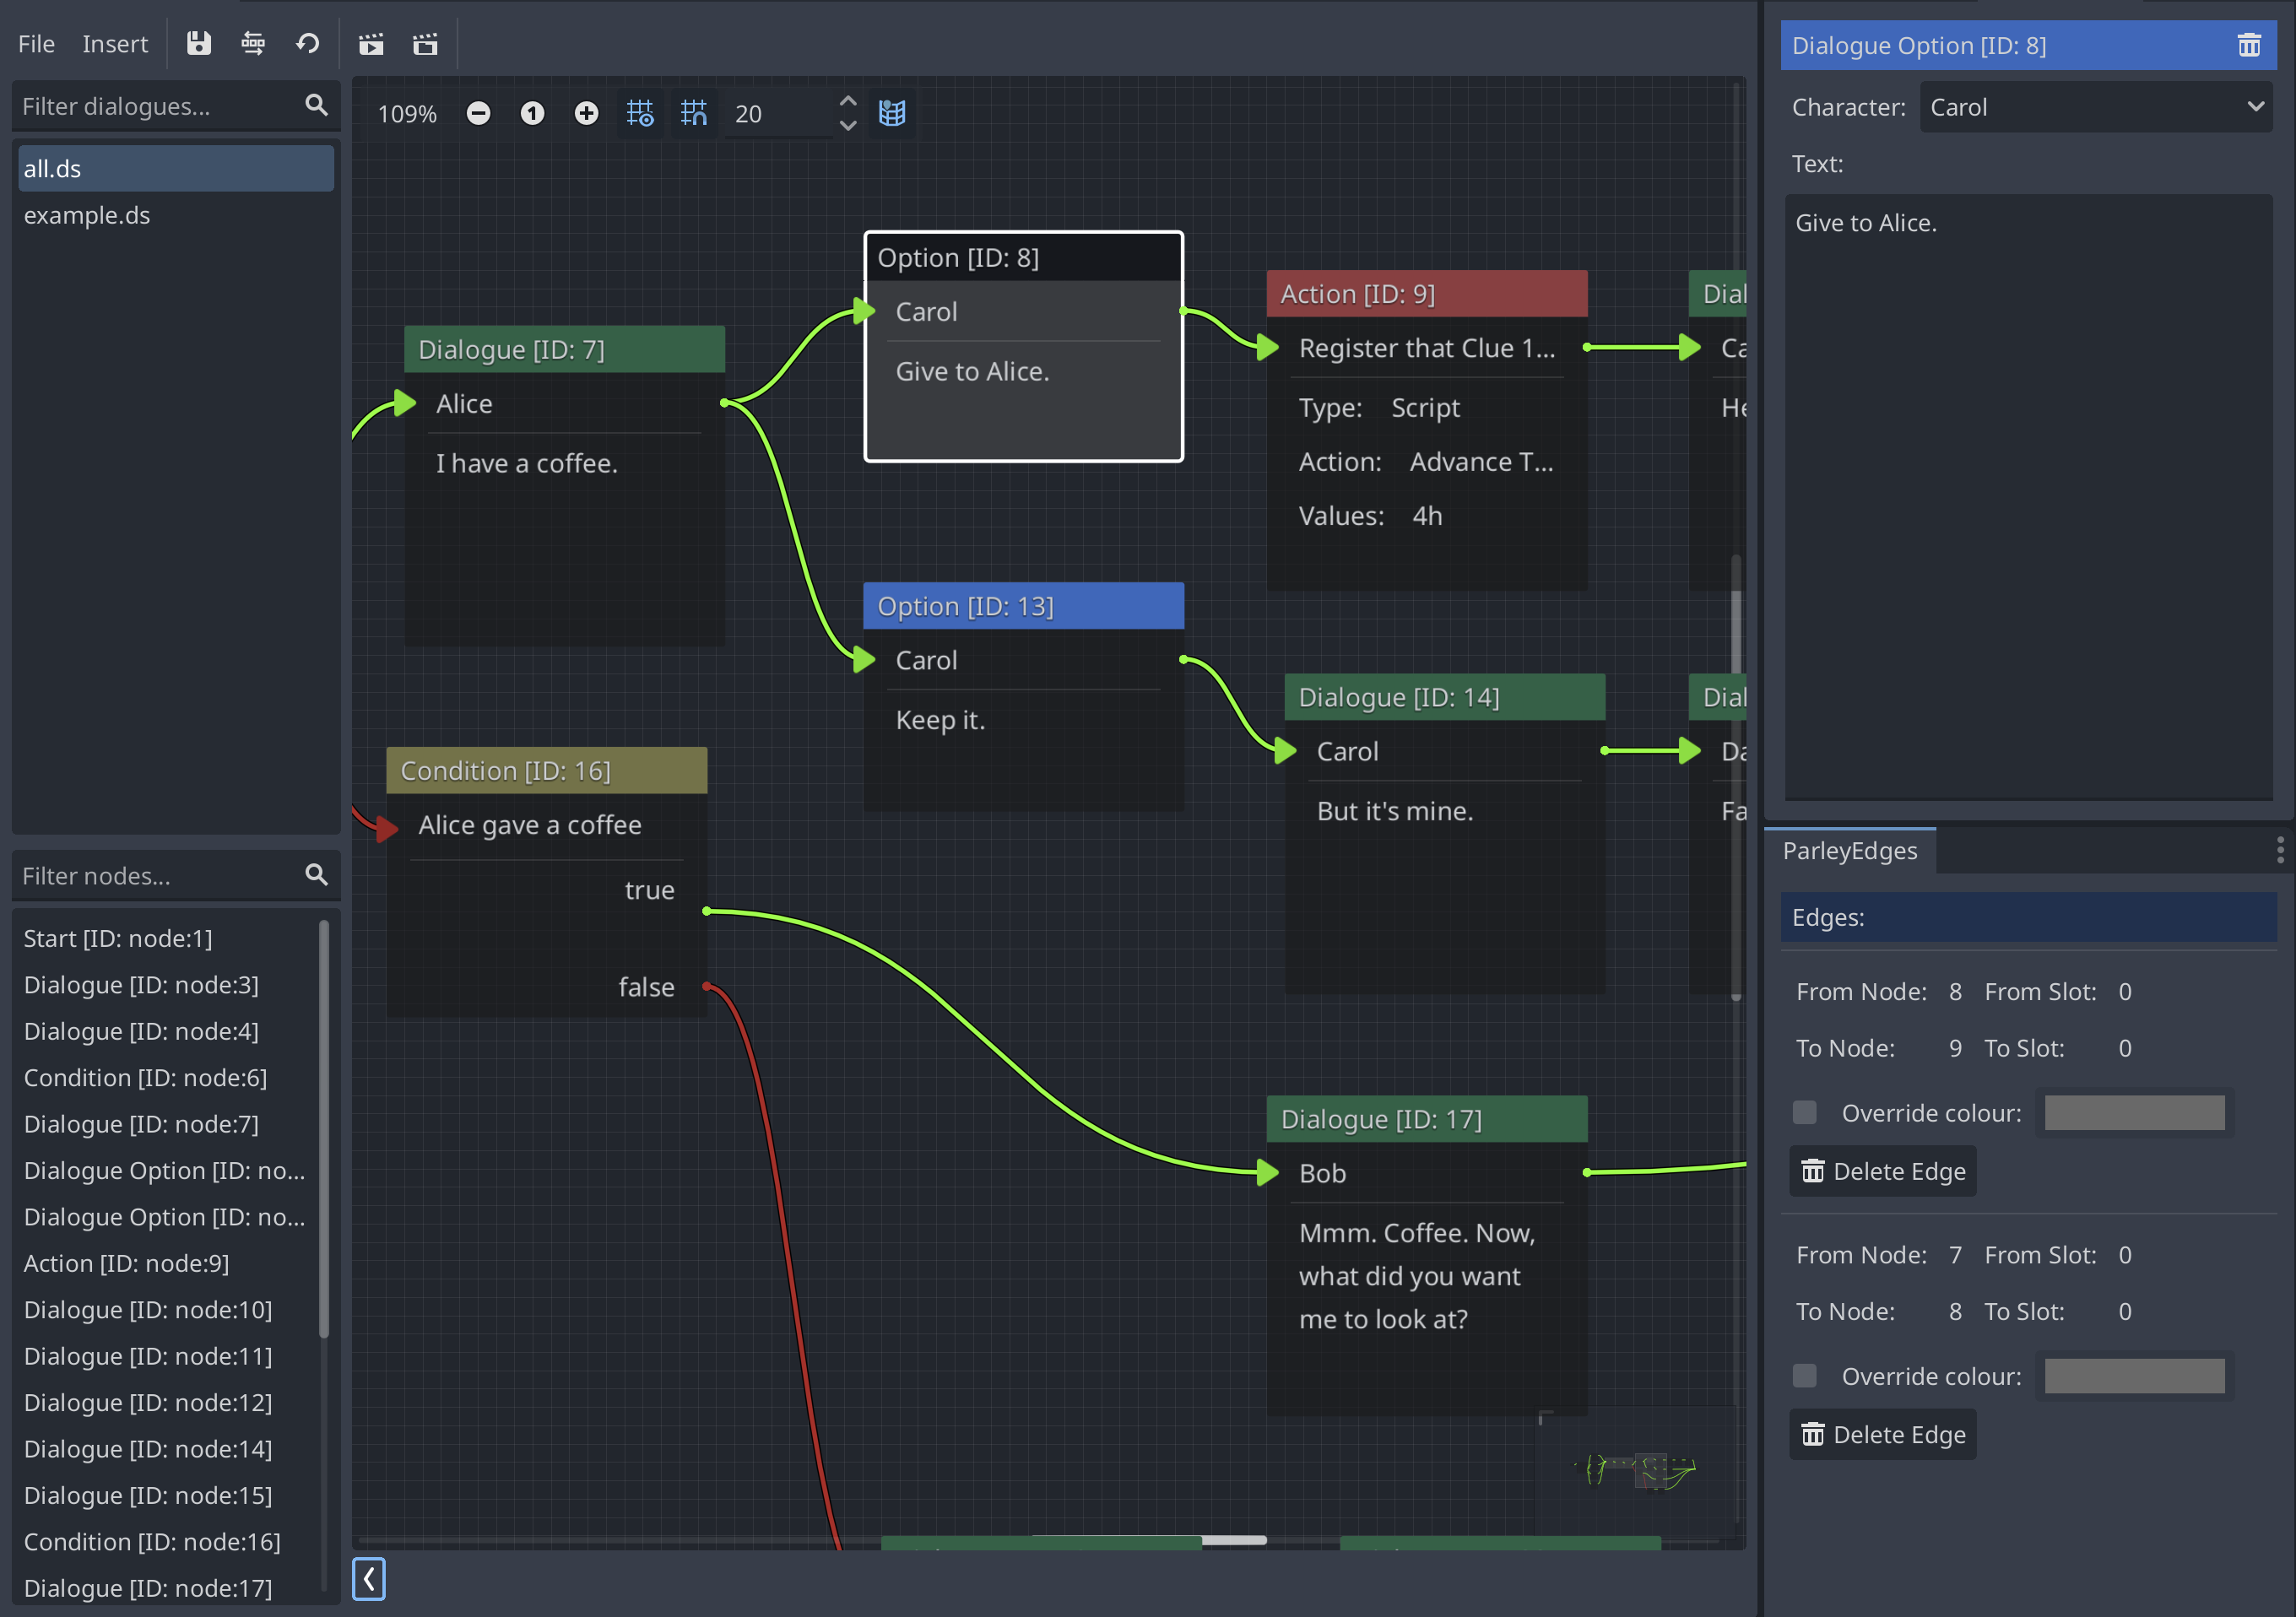 File Insert
Filter dialogues...
all.ds
example.ds
Filter nodes...
Start [ID: node:1]
Dialogue [ID: node:3]
Dialogue [ID: node:4]
Condition [ID: node:6]
Dialogue [ID: node:7]
Dialogue Option [ID: no...
Dialogue Option [ID: no...
Action [ID: node:9]
Dialogue [ID: node:10]
Dialogue [ID: node:11]
Dialogue [ID: node:12]
Dialogue [ID: node:14]
Dialogue [ID: node:15]
Condition [ID: node:16]
Dialogue [ID: node:17]
109% 1 20
Dialogue [ID: 7]
Alice
I have a coffee.
Option [ID: 8]
Carol
Give to Alice.
Action [ID: 9]
Register that Clue 1...
Type: Script
Action: Advance T...
Values: 4h
Dial
Ca
He
Option [ID: 13]
Carol
Keep it.
Dialogue [ID: 14]
Carol
But it's mine.
Dial
Da
Fa
Condition [ID: 16]
Alice gave a coffee
true
false
Dialogue [ID: 17]
Bob
Mmm. Coffee. Now,
what did you want
me to look at?
Dialogue Option [ID: 8]
Character: Carol
Text:
Give to Alice.
ParleyEdges
Edges:
From Node: 8 From Slot: 0
To Node: 9 To Slot: 0
Override colour:
Delete Edge
From Node: 7 From Slot: 0
To Node: 8 To Slot: 0
Override colour:
Delete Edge